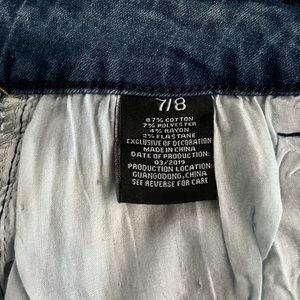 7/8
87% COTTON
7% POLYESTER
4% RAYON
2% ELASTANE
EXCLUSIVE OF DECORATION
MADE IN CHINA
DATE OF PRODUCTION:
03/2019
PRODUCTION LOCATION:
GUANGODONG, CHINA
SEE REVERSE FOR CARE